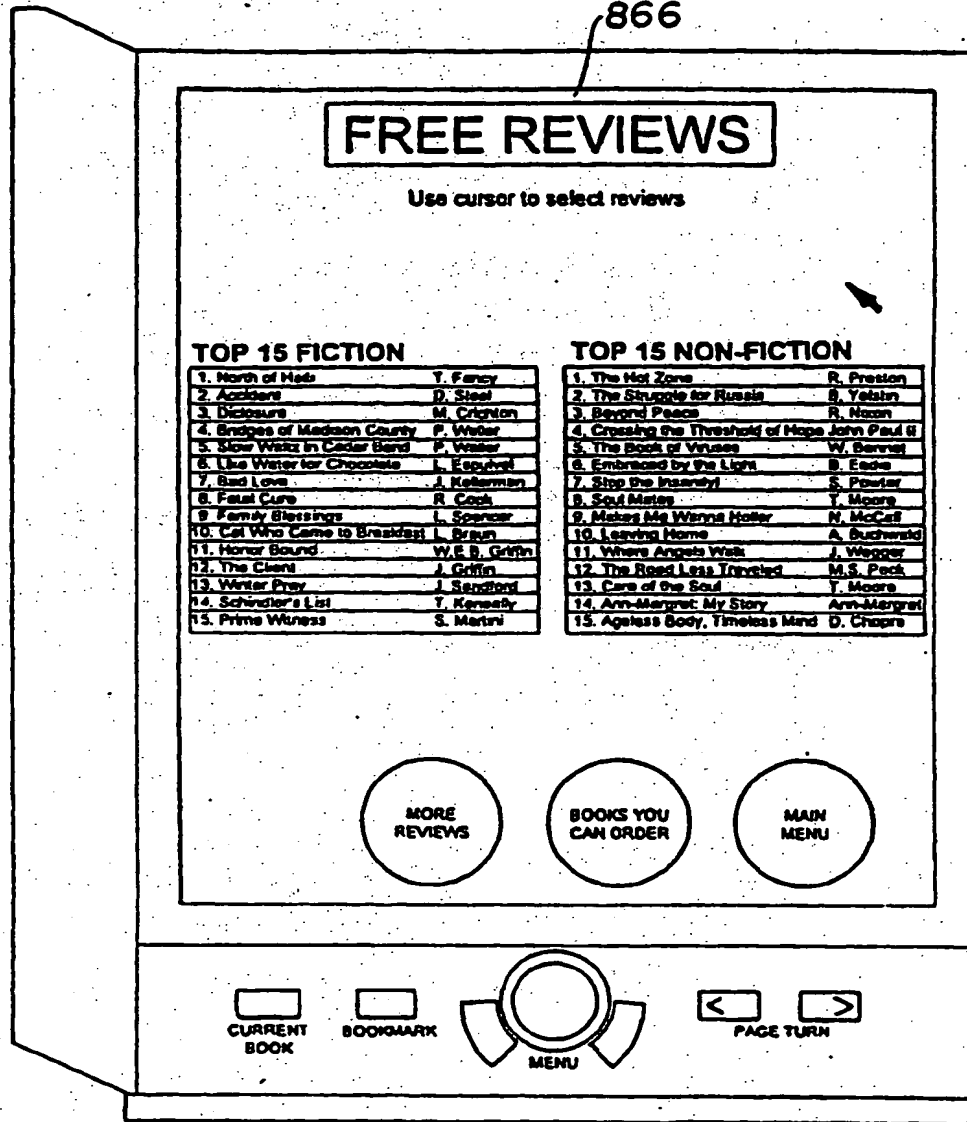 866
FREE REVIEWS
Use cursor to select reviews
TOP 15 FICTION
1. North of Hads T. Fancy
2. Accident D. Steel
3. Diclosure M. Crighton
4. Bridges of Madison County P. Waller
5. Slow Waltz in Cedar Bend P. Waller
6. Like Water for Chocolate L. Esquivel
7. Bad Love J. Kellerman
8. Fatal Cure R. Cook
9. Family Blessings L. Spencer
10. Cat Who Came to Breakfast L. Braun
11. Honor Bound W.E.B. Griffin
12. The Client J. Griffin
13. Winter Prey J. Sandford
14. Schindler's List T. Keneally
15. Prime Witness S. Martini
TOP 15 NON-FICTION
1. The Hot Zone R. Preston
2. The Struggle for Russia B. Yelstin
3. Beyond Peace R. Nixon
4. Crossing the Threshold of Hope John Paul II
5. The Book of Viruses W. Bennet
6. Embraced by the Light B. Eadie
7. Stop the Insanity! S. Powter
8. Soul Mates T. Moore
9. Makes Me Wanna Holler N. McCall
10. Leaving Home A. Buchwald
11. Where Angels Walk J. Wegger
12. The Road Less Traveled M.S. Peck
13. Care of the Soul T. Moore
14. Ann-Margret: My Story Ann-Margret
15. Ageless Body, Timeless Mind D. Chopra
MORE
REVIEWS
BOOKS YOU
CAN ORDER
MAIN
MENU
CURRENT
BOOK
BOOKMARK
MENU
< >
PAGE TURN